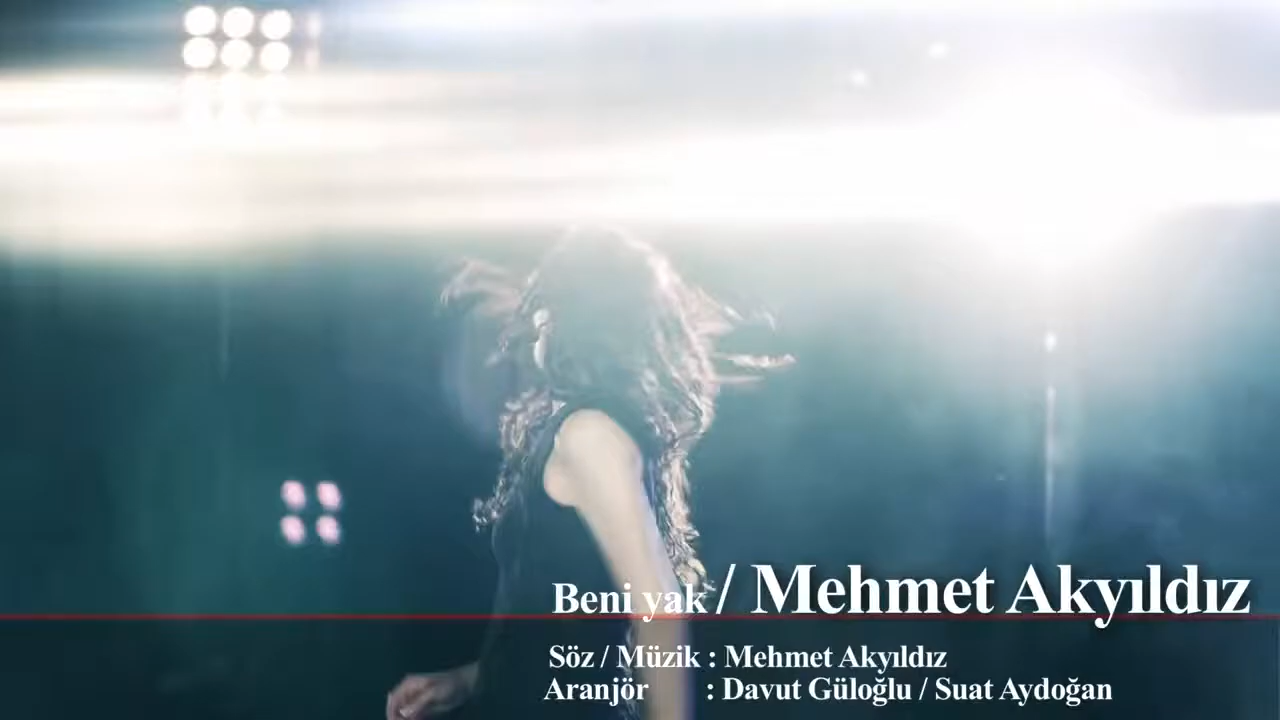 Beni yak / Mehmet Akyıldız
Söz / Müzik : Mehmet Akyıldız
Aranjör : Davut Güloğlu / Suat Aydoğan